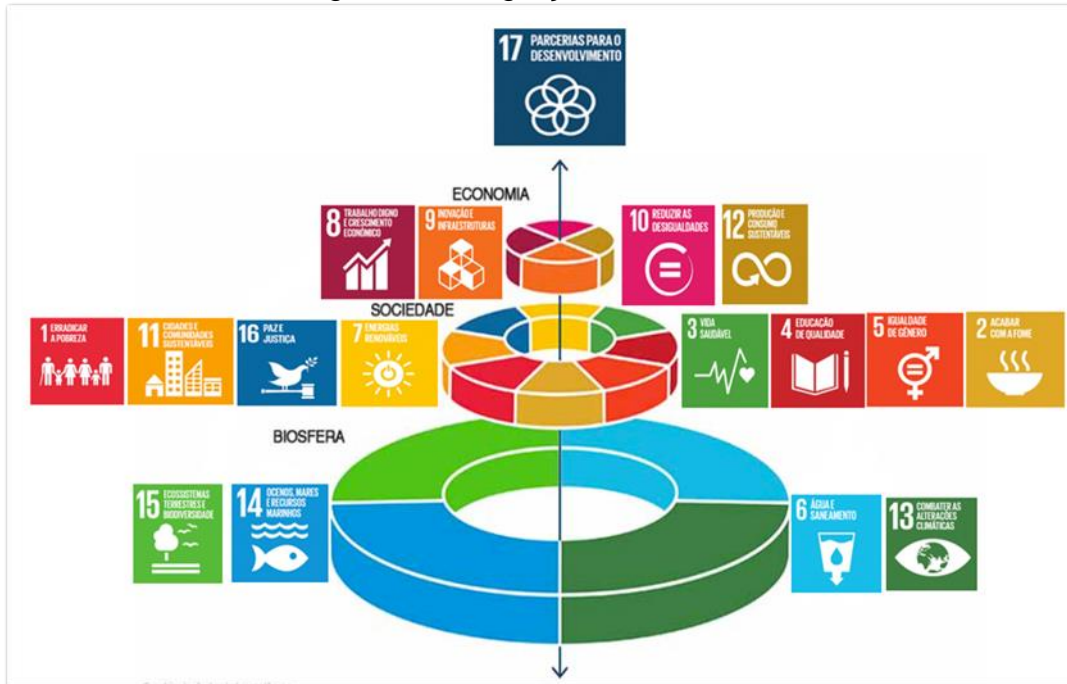 17 PARCERIAS PARA O
DESENVOLVIMENTO
ECONOMIA
8 TRABALHO DIGNO
E CRESCIMENTO
ECONÓMICO
9 INOVAÇÃO E
INFRAESTRUTURAS
10 REDUZIR AS
DESIGUALDADES
12 PRODUÇÃO E
CONSUMO
SUSTENTÁVEIS
SOCIEDADE
1 ERRADICAR
A POBREZA
11 CIDADES E
COMUNIDADES
SUSTENTÁVEIS
16 PAZ E
JUSTIÇA
7 ENERGIAS
RENOVÁVEIS
3 VIDA
SAUDÁVEL
4 EDUCAÇÃO
DE QUALIDADE
5 IGUALDADE
DE GÉNERO
2 ACABAR
COM A FOME
BIOSFERA
15 ECOSSISTEMAS
TERRESTRES E
BIODIVERSIDADE
14 OCENOS, MARES
E RECURSOS
MARINHOS
6 ÁGUA E
SANEAMENTO
13 COMBATER AS
ALTERAÇÕES
CLIMÁTICAS